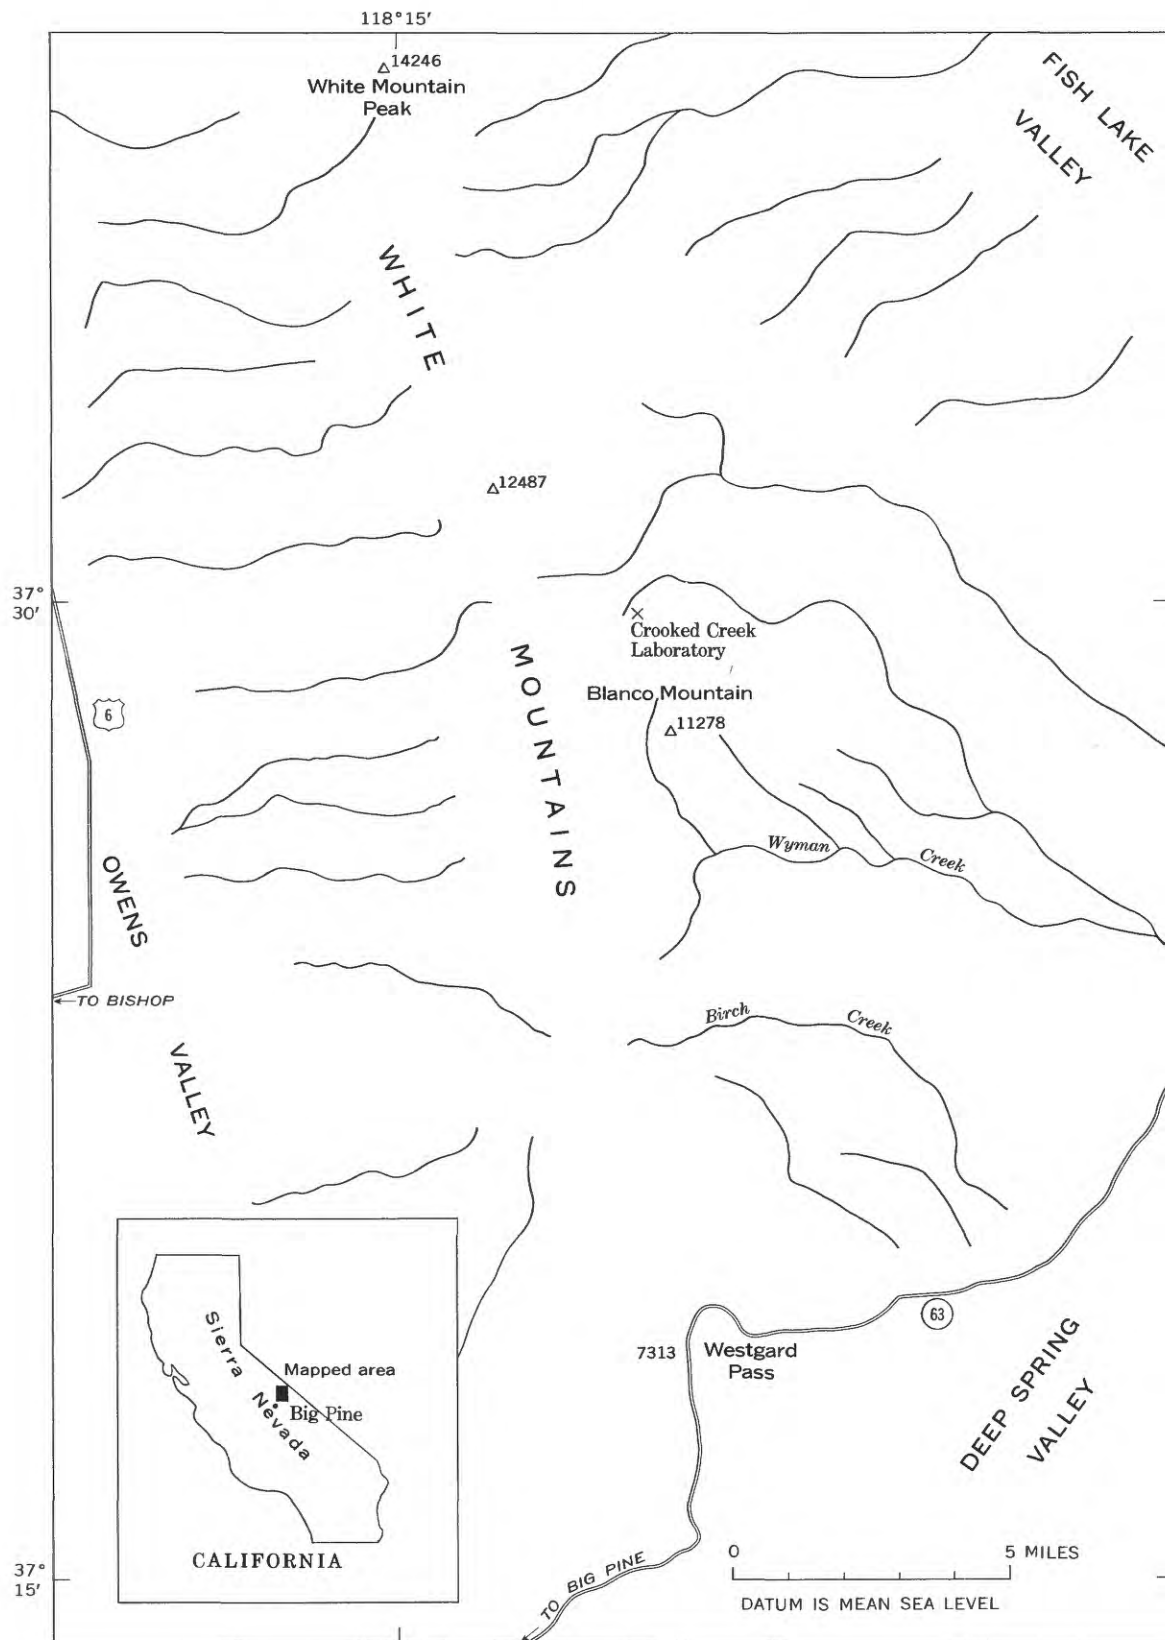 118°15'
14246
White Mountain
Peak
FISH LAKE
VALLEY
WHITE
12487
37°
30'
Crooked Creek
Laboratory
MOUNTAINS
Blanco Mountain
6
11278
Wyman Creek
OWENS
TO BISHOP
Birch Creek
VALLEY
63
7313
Westgard
Pass
DEEP SPRING
VALLEY
Sierra
Nevada
Mapped area
Big Pine
CALIFORNIA
37°
15'
TO BIG PINE
0 5 MILES
DATUM IS MEAN SEA LEVEL